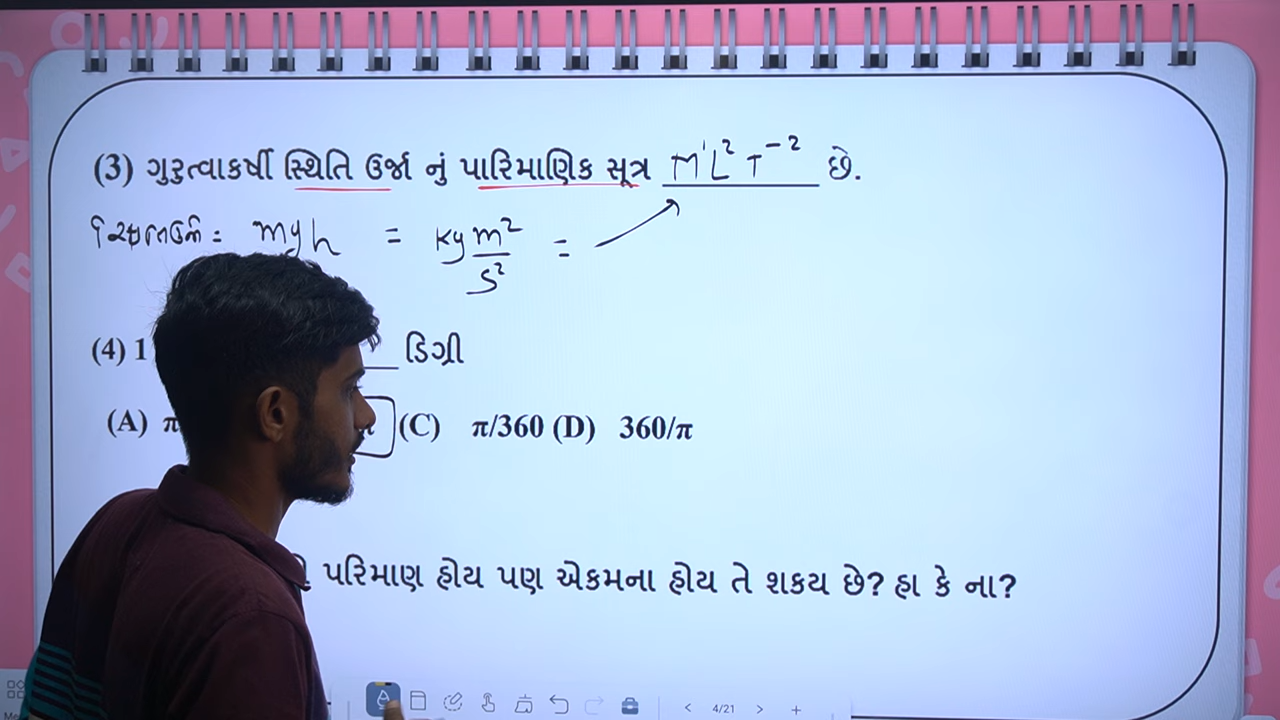 (3) ગુરુત્વાકર્ષી સ્થિતિ ઉર્જા નું પારિમાણિક સૂત્ર M¹L²T⁻² છે.
= mgh = kg m²/s² =
(4) 1 ડિગ્રી
(A) π (C) π/360 (D) 360/π
પરિમાણ હોય પણ એકમના હોય તે શકય છે? હા કે ના?
4/21